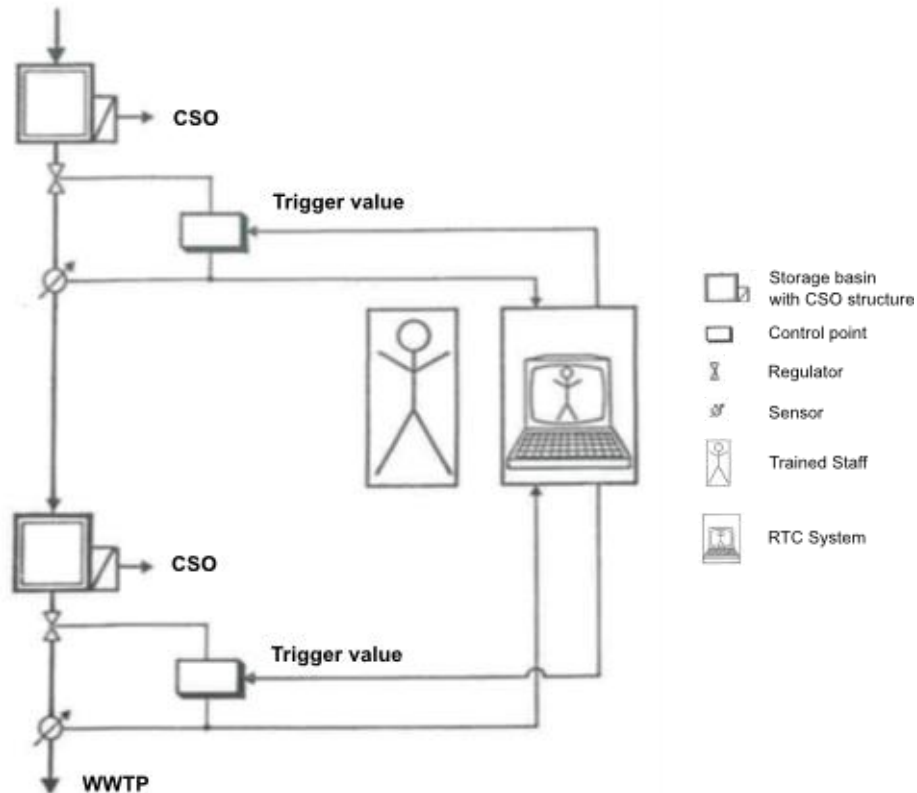 CSO
Trigger value
CSO
Trigger value
WWTP
Storage basin
with CSO structure
Control point
Regulator
Sensor
Trained Staff
RTC System